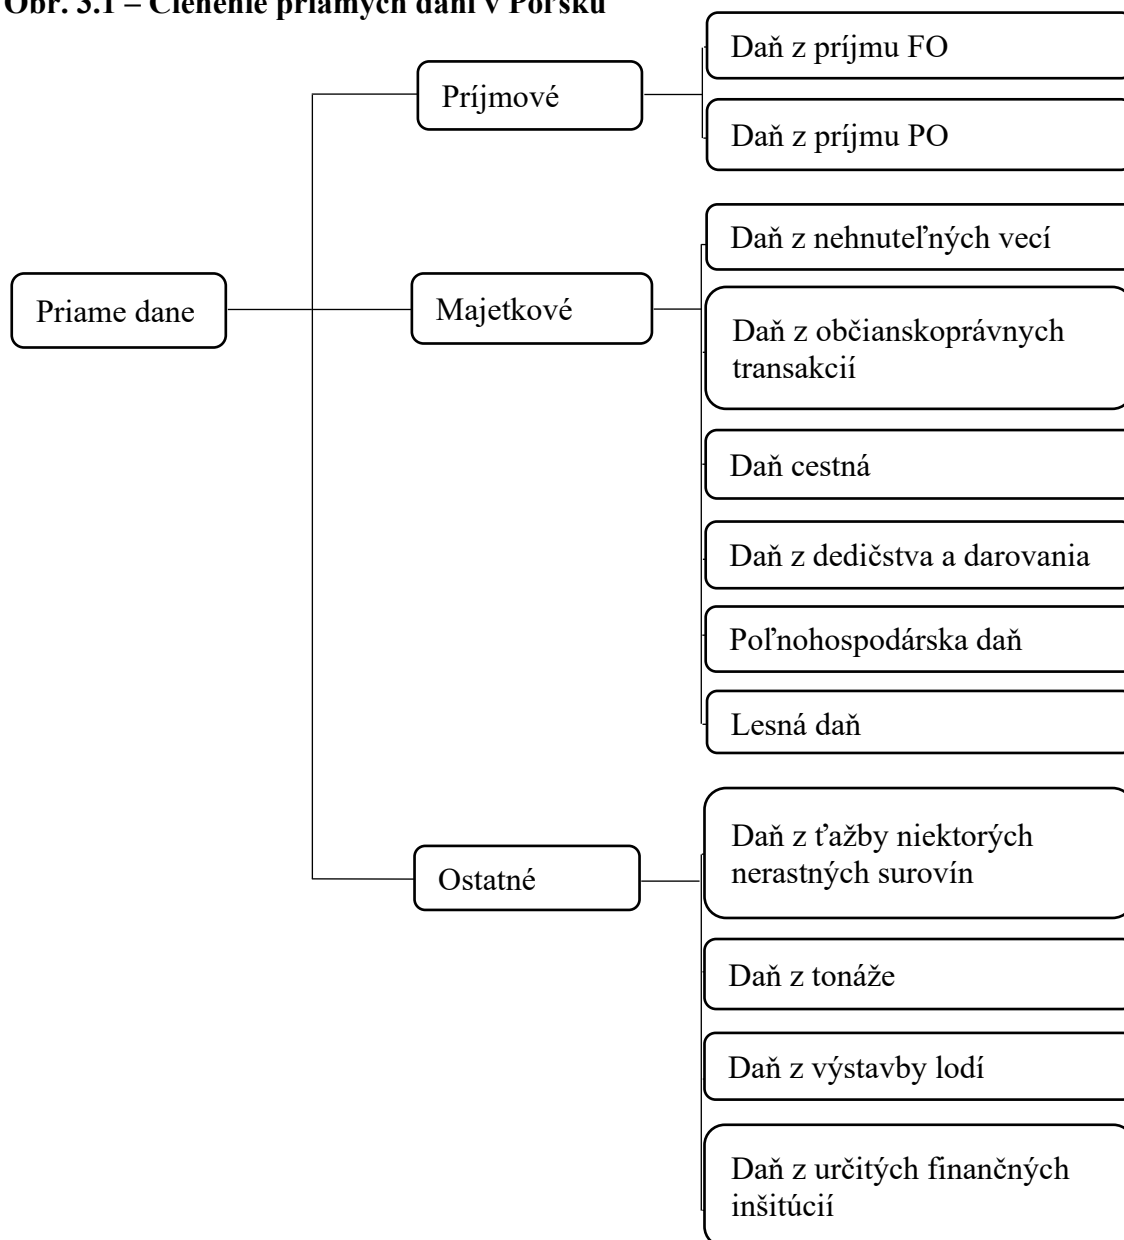 Obr. 3.1 – Členenie priamych daní v Poľsku
Daň z príjmu FO
Príjmové
Daň z príjmu PO
Daň z nehnuteľných vecí
Priame dane
Majetkové
Daň z občianskoprávnych
transakcií
Daň cestná
Daň z dedičstva a darovania
Poľnohospodárska daň
Lesná daň
Daň z ťažby niektorých
nerastných surovín
Ostatné
Daň z tonáže
Daň z výstavby lodí
Daň z určitých finančných
inšitúcií